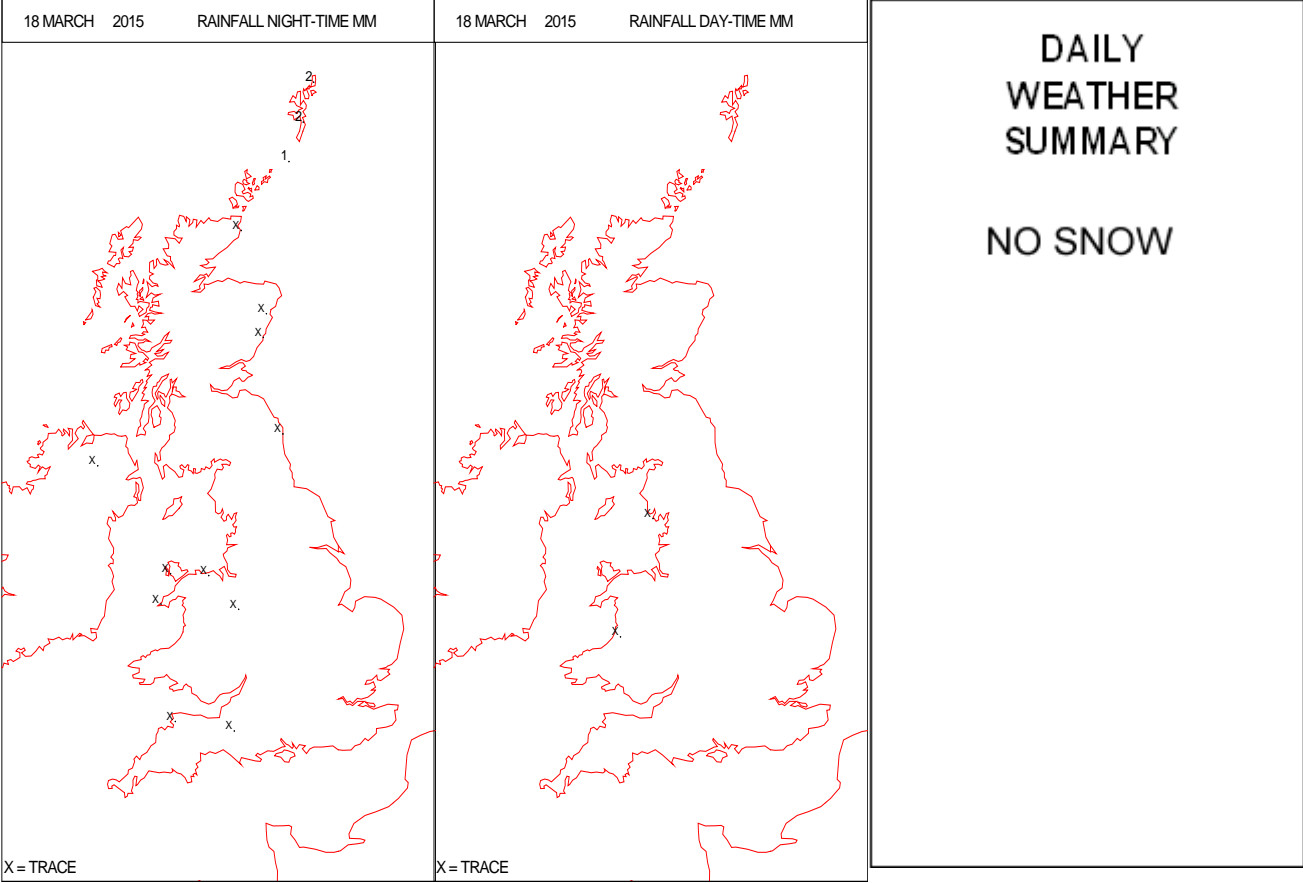 18 MARCH 2015 RAINFALL NIGHT-TIME MM
2
2
1
X
X
X
X
X
X
X
X
X
X
X
X = TRACE
18 MARCH 2015 RAINFALL DAY-TIME MM
X
X
X = TRACE
DAILY
WEATHER
SUMMARY
NO SNOW